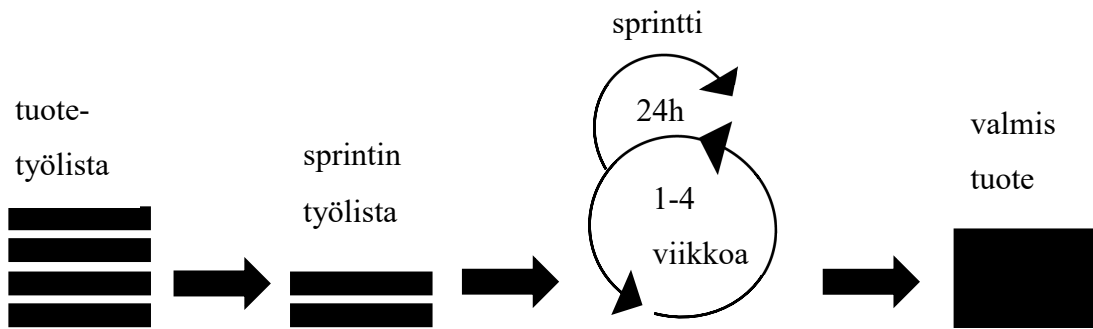 tuote-
työlista
sprintin
työlista
sprintti
24h
1-4
viikkoa
valmis
tuote